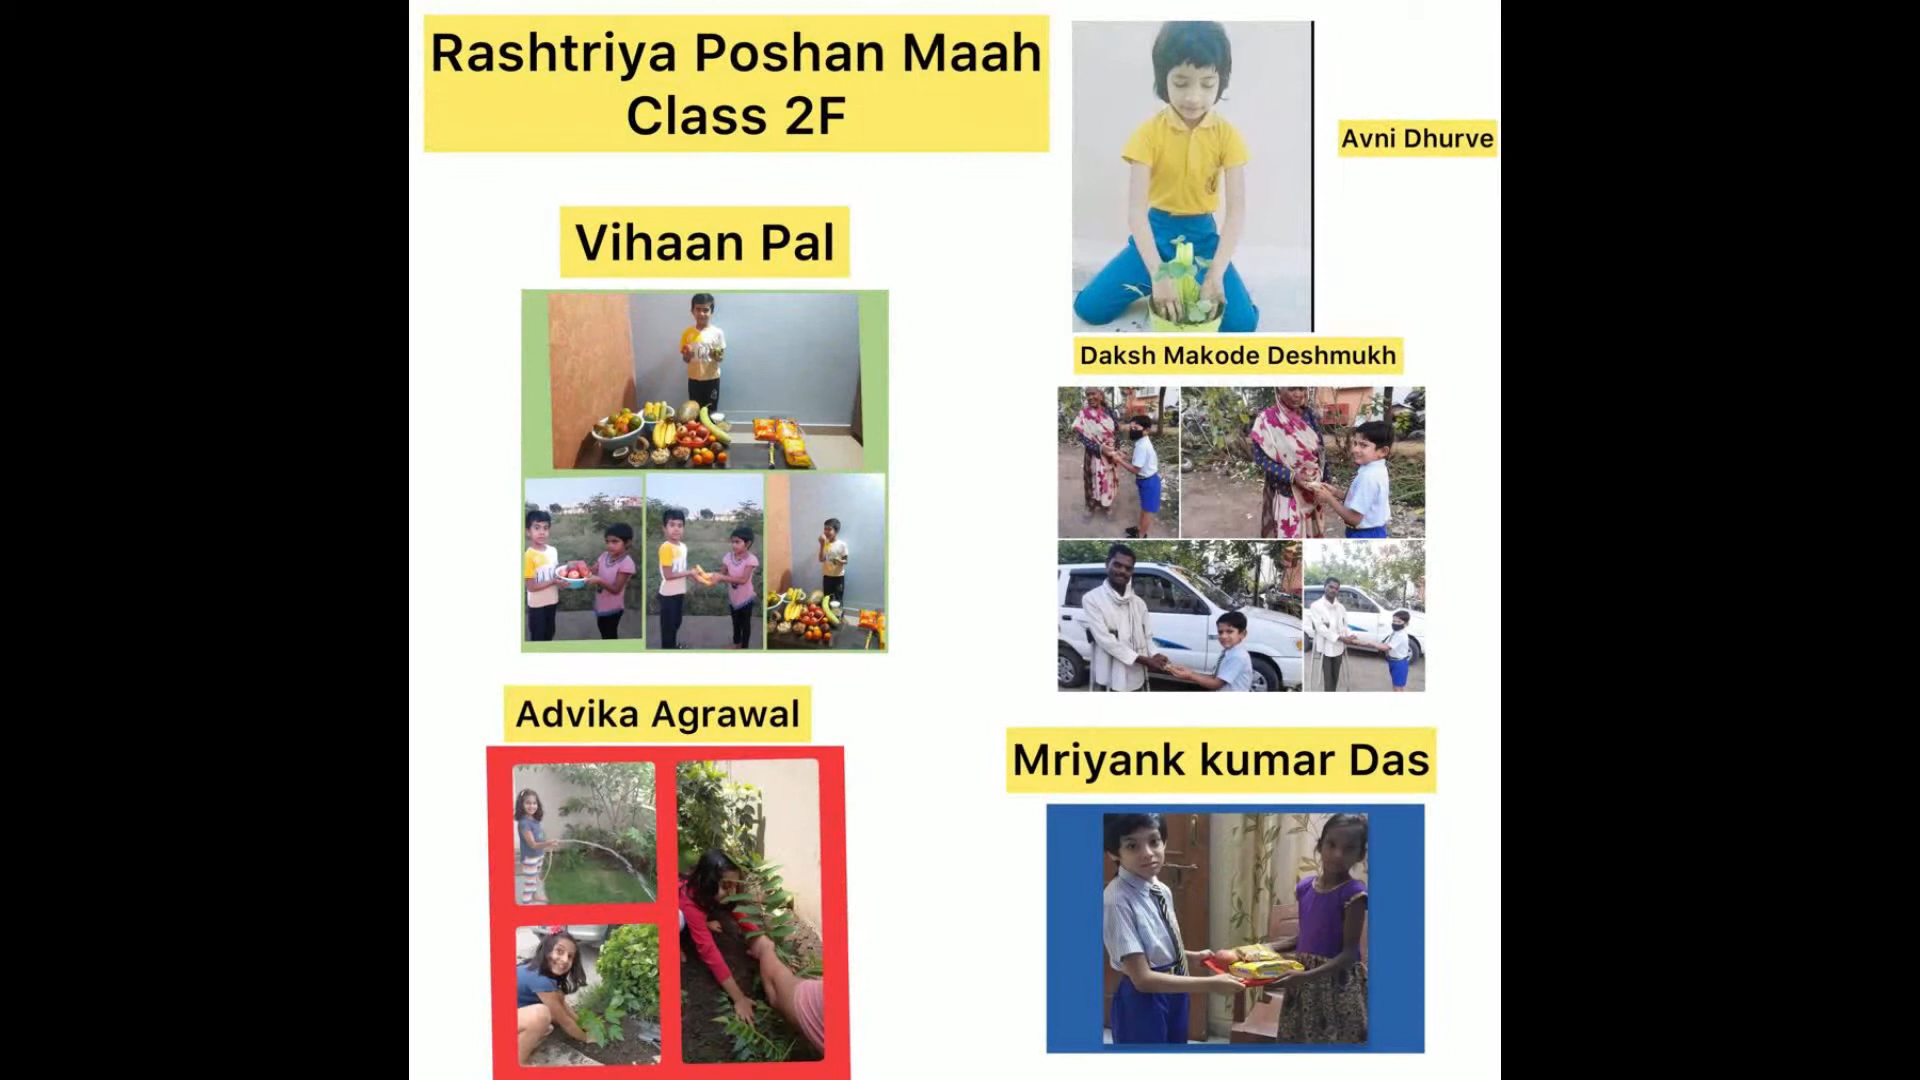 Rashtriya Poshan Maah
Class 2F
Avni Dhurve
Vihaan Pal
Daksh Makode Deshmukh
Advika Agrawal
Mriyank kumar Das